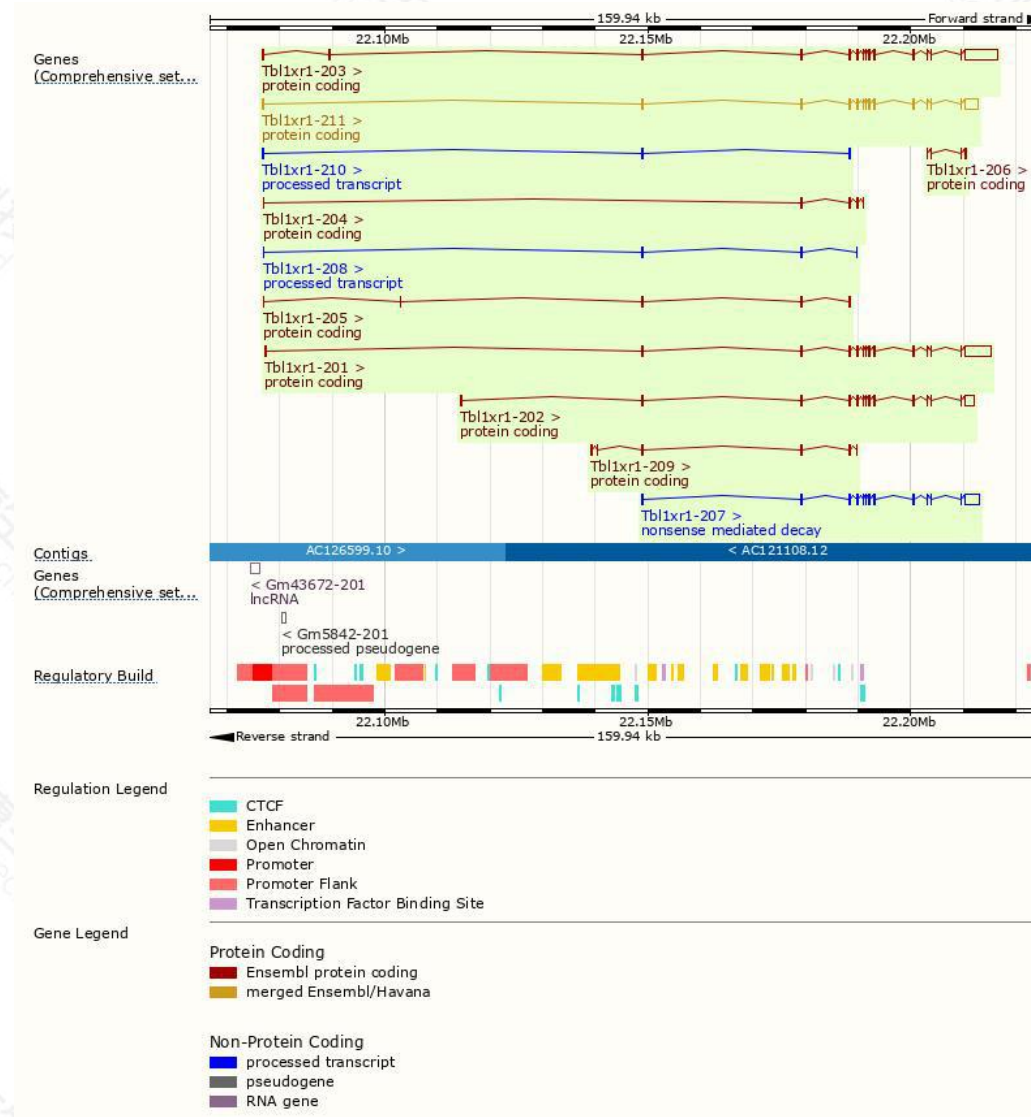 159.94 kb Forward strand
22.10Mb 22.15Mb 22.20Mb
Genes
(Comprehensive set...
Tbl1xr1-203 >
protein coding
Tbl1xr1-211 >
protein coding
Tbl1xr1-210 >
processed transcript
Tbl1xr1-206 >
protein coding
Tbl1xr1-204 >
protein coding
Tbl1xr1-208 >
processed transcript
Tbl1xr1-205 >
protein coding
Tbl1xr1-201 >
protein coding
Tbl1xr1-202 >
protein coding
Tbl1xr1-209 >
protein coding
Tbl1xr1-207 >
nonsense mediated decay
Contigs
AC126599.10 > < AC121108.12
Genes
(Comprehensive set...
< Gm43672-201
lncRNA
< Gm5842-201
processed pseudogene
Regulatory Build
22.10Mb 22.15Mb 22.20Mb
Reverse strand 159.94 kb
Regulation Legend
CTCF
Enhancer
Open Chromatin
Promoter
Promoter Flank
Transcription Factor Binding Site
Gene Legend
Protein Coding
Ensembl protein coding
merged Ensembl/Havana
Non-Protein Coding
processed transcript
pseudogene
RNA gene